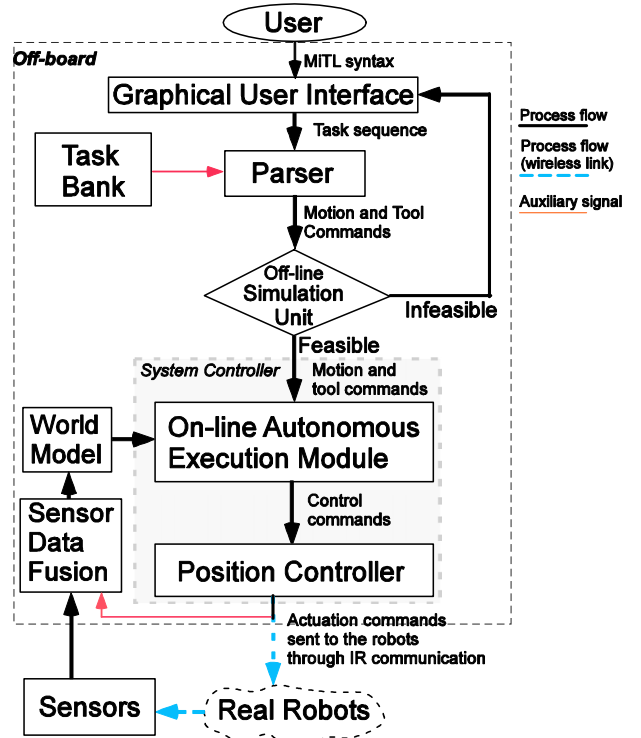 User
Off-board
MiTL syntax
Graphical User Interface
Process flow
Task sequence
Process flow
(wireless link)
Task
Bank
Parser
Auxiliary signal
Motion and Tool
Commands
Off-line
Simulation
Unit
Infeasible
Feasible
System Controller
Motion and
tool commands
World
Model
On-line Autonomous
Execution Module
Sensor
Data
Fusion
Control
commands
Position Controller
Actuation commands
sent to the robots
through IR communication
Sensors
Real Robots